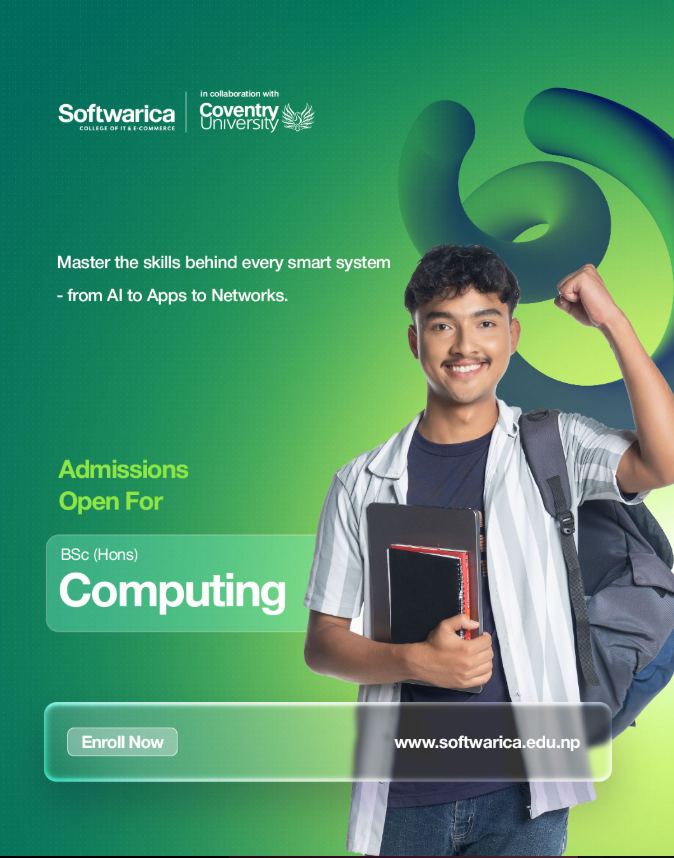 Softwarica
COLLEGE OF IT & E-COMMERCE
in collaboration with
Coventry
University
Master the skills behind every smart system
- from AI to Apps to Networks.
Admissions
Open For
BSc (Hons)
Computing
Enroll Now
www.softwarica.edu.np